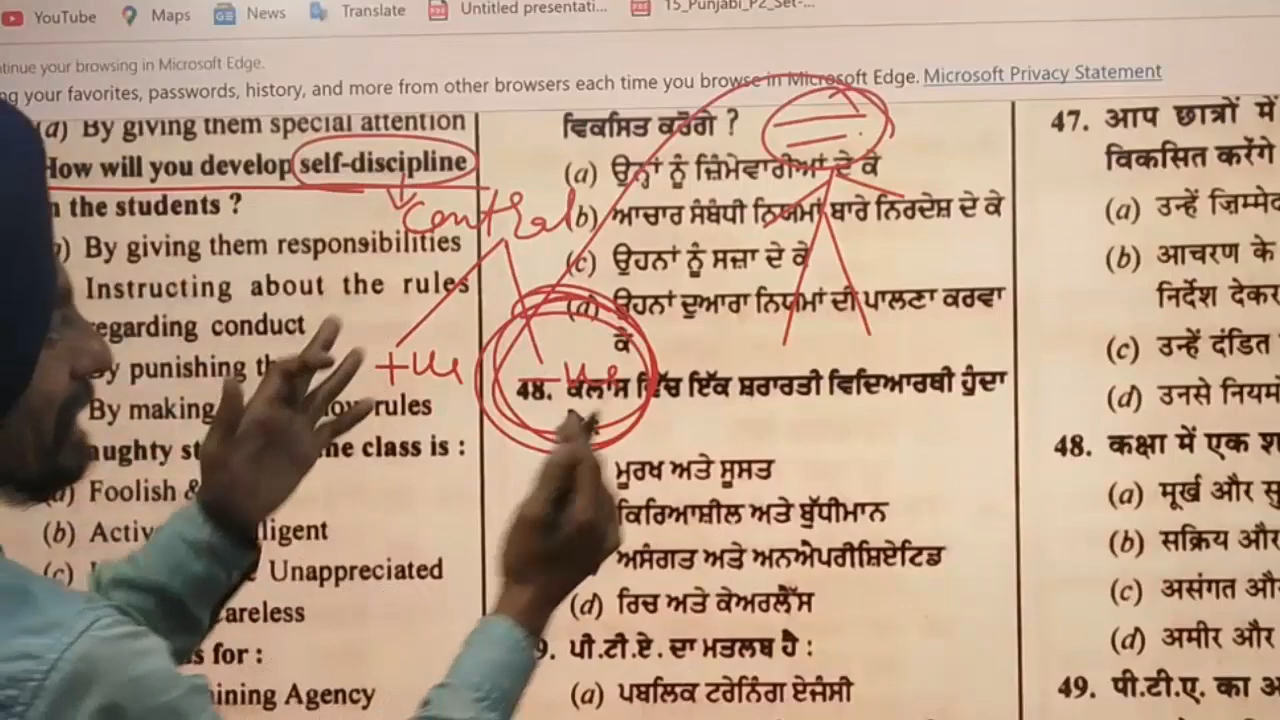 YouTube
Maps
News
Translate
Untitled presentati...
15_Punjabi_P2_Set-...
ntinue your browsing in Microsoft Edge.
ng your favorites, passwords, history, and more from other browsers each time you browse in Microsoft Edge. Microsoft Privacy Statement
(d) By giving them special attention
How will you develop self-discipline
n the students ?
By giving them responsibilities
Instructing about the rules
regarding conduct
By punishing
By making rules
the class is :
(a) Foolish &
(b)
(c) Unappreciated
areless
s for :
ining Agency
Control
+ve
-ve
ਵਿਕਸਿਤ ਕਰੋਗੇ ?
(a) ਉਨ੍ਹਾਂ ਨੂੰ ਜ਼ਿੰਮੇਵਾਰੀਆਂ ਦੇ ਕੇ
(b) ਆਚਾਰ ਸੰਬੰਧੀ ਨਿਯਮਾਂ ਬਾਰੇ ਨਿਰਦੇਸ਼ ਦੇ ਕੇ
(c) ਉਹਨਾਂ ਨੂੰ ਸਜ਼ਾ ਦੇ ਕੇ
(d) ਉਹਨਾਂ ਦੁਆਰਾ ਨਿਯਮਾਂ ਦੀ ਪਾਲਣਾ ਕਰਵਾ
ਕੇ
48. ਕਲਾਸ ਵਿੱਚ ਇੱਕ ਸ਼ਰਾਰਤੀ ਵਿਦਿਆਰਥੀ ਹੁੰਦਾ
ਮੂਰਖ ਅਤੇ ਸੂਸਤ
ਕਿਰਿਆਸ਼ੀਲ ਅਤੇ ਬੁੱਧੀਮਾਨ
ਅਸੰਗਤ ਅਤੇ ਅਨਐਪਰੀਸ਼ਿਏਟਿਡ
(d) ਰਿਚ ਅਤੇ ਕੇਅਰਲੈੱਸ
9. ਪੀ.ਟੀ.ਏ. ਦਾ ਮਤਲਬ ਹੈ :
(a) ਪਬਲਿਕ ਟਰੇਨਿੰਗ ਏਜੰਸੀ
47. आप छात्रों में
विकसित करेंगे
(a) उन्हें ज़िम्मेद
(b) आचरण के
निर्देश देकर
(c) उन्हें दंडित
(d) उनसे नियमों
48. कक्षा में एक श
(a) मूर्ख और सु
(b) सक्रिय और
(c) असंगत औ
(d) अमीर और
49. पी.टी.ए. का अ